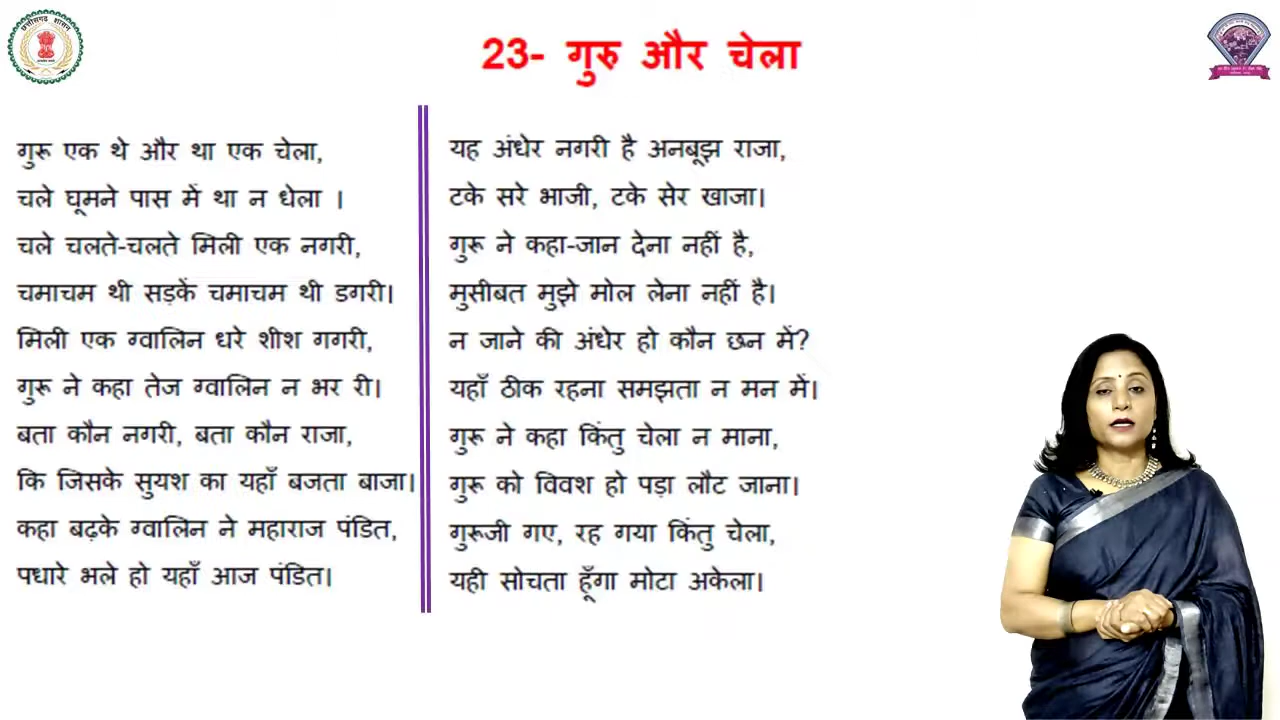 छत्तीसगढ़ शासन
23- गुरु और चेला
गुरू एक थे और था एक चेला,
चले घूमने पास में था न धेला ।
चले चलते-चलते मिली एक नगरी,
चमाचम थी सड़कें चमाचम थी डगरी।
मिली एक ग्वालिन धरे शीश गगरी,
गुरू ने कहा तेज ग्वालिन न भर री।
बता कौन नगरी, बता कौन राजा,
कि जिसके सुयश का यहाँ बजता बाजा।
कहा बढ़के ग्वालिन ने महाराज पंडित,
पधारे भले हो यहाँ आज पंडित।
यह अंधेर नगरी है अनबूझ राजा,
टके सरे भाजी, टके सेर खाजा।
गुरू ने कहा-जान देना नहीं है,
मुसीबत मुझे मोल लेना नहीं है।
न जाने की अंधेर हो कौन छन में?
यहाँ ठीक रहना समझता न मन में।
गुरू ने कहा किंतु चेला न माना,
गुरू को विवश हो पड़ा लौट जाना।
गुरूजी गए, रह गया किंतु चेला,
यही सोचता हूँगा मोटा अकेला।